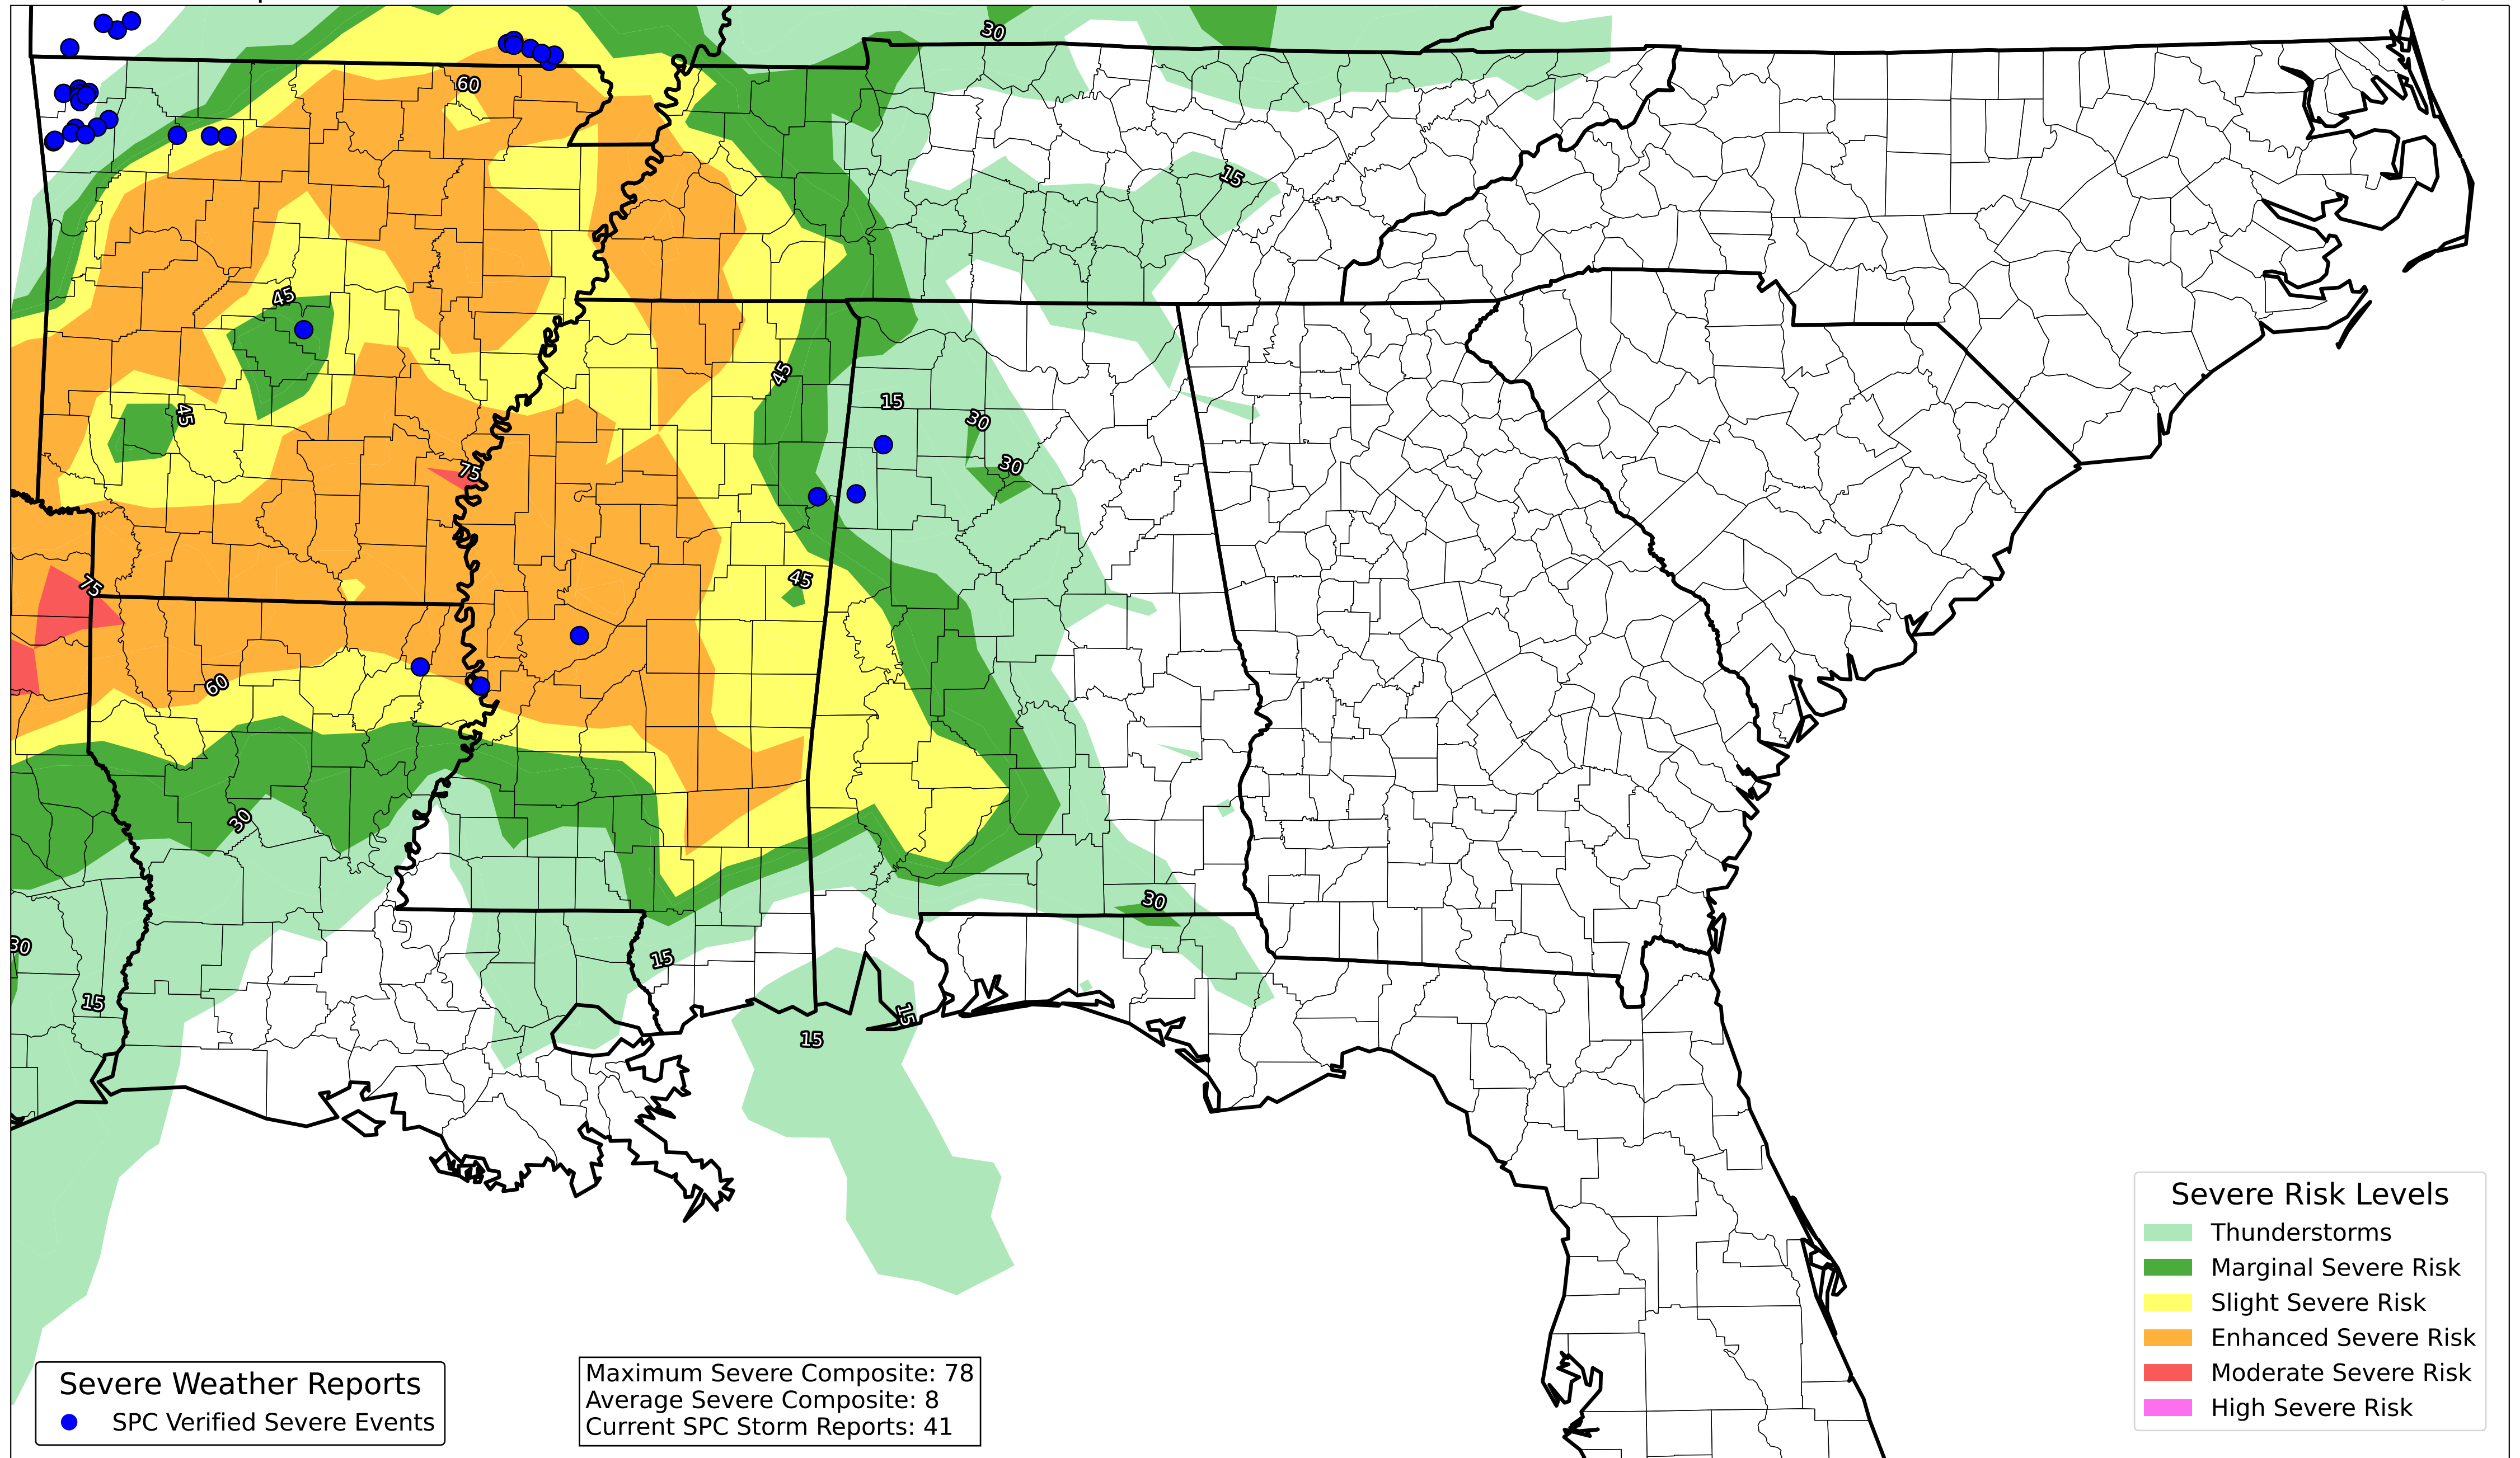 30
60
15
45
45
45
15
30
30
75
45
75
60
30
30
30
15
15
15
15
Severe Risk Levels
Thunderstorms
Marginal Severe Risk
Slight Severe Risk
Enhanced Severe Risk
Moderate Severe Risk
High Severe Risk
Severe Weather Reports
SPC Verified Severe Events
Maximum Severe Composite: 78
Average Severe Composite: 8
Current SPC Storm Reports: 41